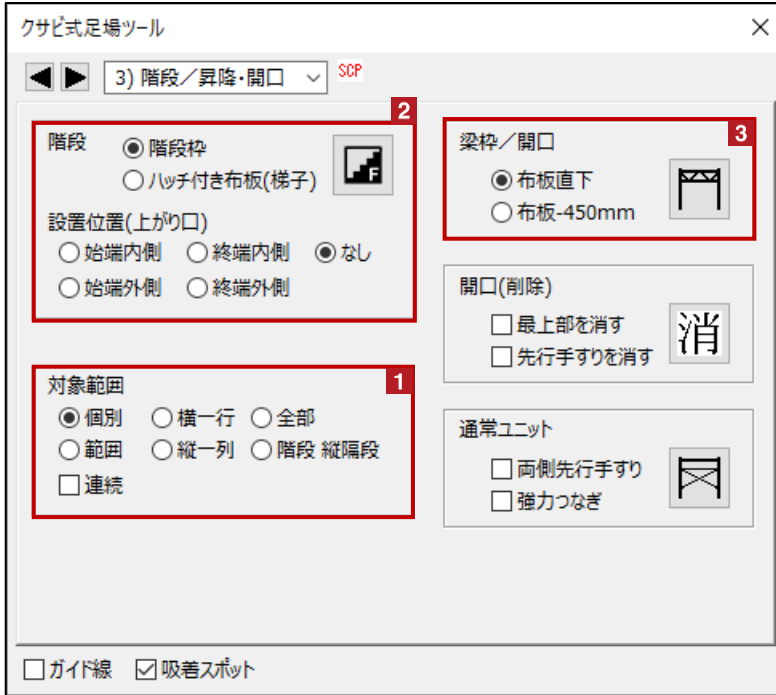 クサビ式足場ツール
3) 階段／昇降・開口
SCP
2
階段
階段枠
ハッチ付き布板(梯子)
F
設置位置(上がり口)
始端内側 終端内側 なし
始端外側 終端外側
1
対象範囲
個別 横一行 全部
範囲 縦一列 階段 縦隔段
連続
3
梁枠／開口
布板直下
布板-450mm
開口(削除)
最上部を消す
先行手すりを消す
消
通常ユニット
両側先行手すり
強力つなぎ
ガイド線 吸着スポット